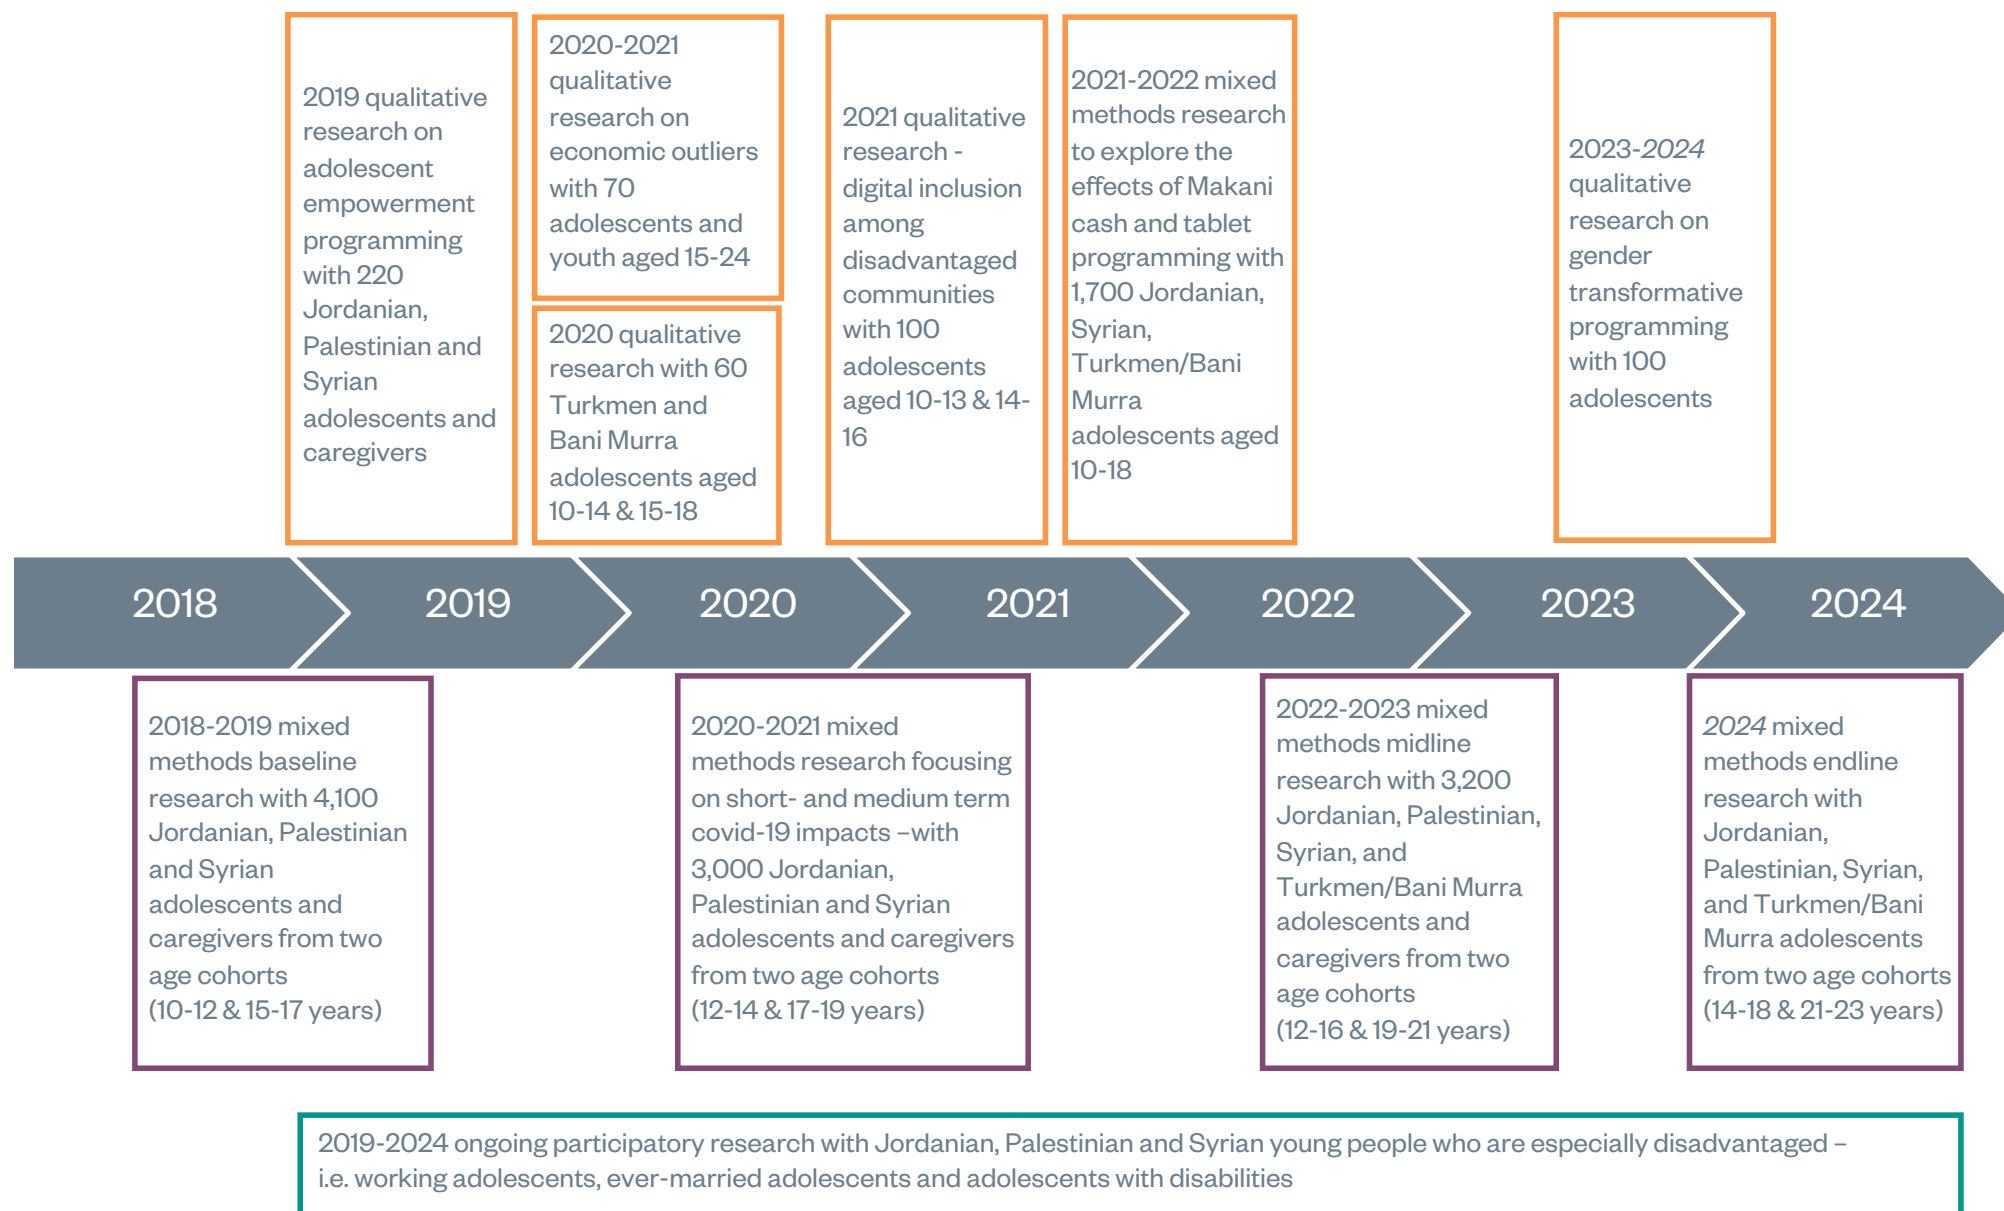 2019 qualitative
research on
adolescent
empowerment
programming
with 220
Jordanian,
Palestinian and
Syrian
adolescents and
caregivers
2020-2021
qualitative
research on
economic outliers
with 70
adolescents and
youth aged 15-24
2020 qualitative
research with 60
Turkmen and
Bani Murra
adolescents aged
10-14 & 15-18
2021 qualitative
research -
digital inclusion
among
disadvantaged
communities
with 100
adolescents
aged 10-13 & 14-
16
2021-2022 mixed
methods research
to explore the
effects of Makani
cash and tablet
programming with
1,700 Jordanian,
Syrian,
Turkmen/Bani
Murra
adolescents aged
10-18
2023-2024
qualitative
research on
gender
transformative
programming
with 100
adolescents
2018
2019
2020
2021
2022
2023
2024
2018-2019 mixed
methods baseline
research with 4,100
Jordanian, Palestinian
and Syrian
adolescents and
caregivers from two
age cohorts
(10-12 & 15-17 years)
2020-2021 mixed
methods research focusing
on short- and medium term
covid-19 impacts –with
3,000 Jordanian,
Palestinian and Syrian
adolescents and caregivers
from two age cohorts
(12-14 & 17-19 years)
2022-2023 mixed
methods midline
research with 3,200
Jordanian, Palestinian,
Syrian, and
Turkmen/Bani Murra
adolescents and
caregivers from two
age cohorts
(12-16 & 19-21 years)
2024 mixed
methods endline
research with
Jordanian,
Palestinian, Syrian,
and Turkmen/Bani
Murra adolescents
from two age cohorts
(14-18 & 21-23 years)
2019-2024 ongoing participatory research with Jordanian, Palestinian and Syrian young people who are especially disadvantaged –
i.e. working adolescents, ever-married adolescents and adolescents with disabilities